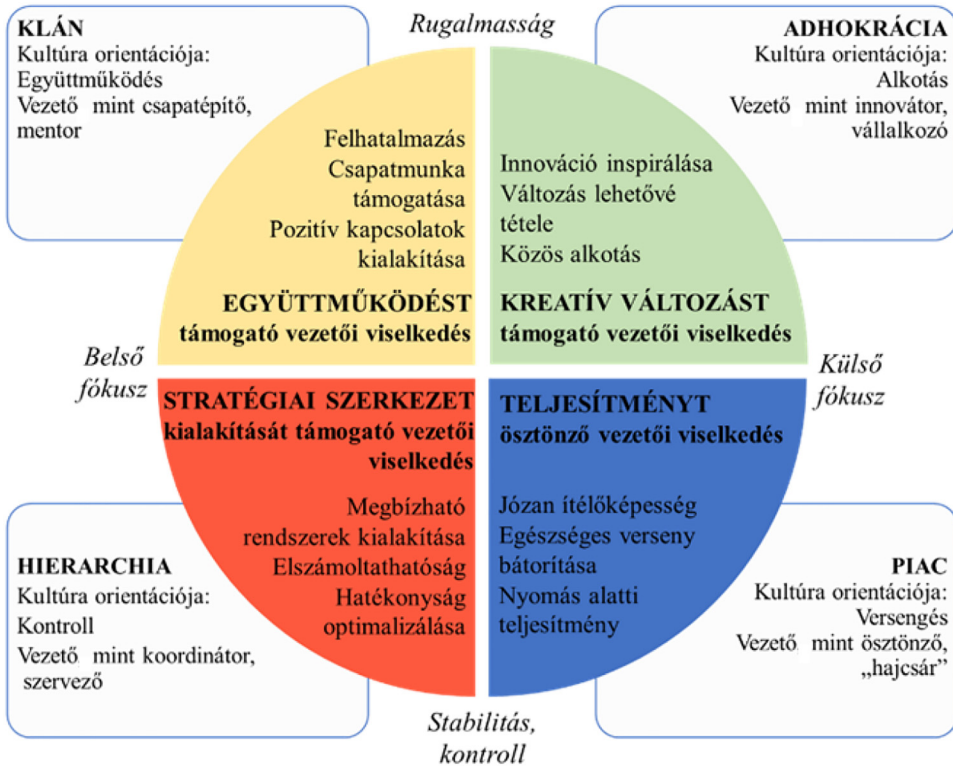 Rugalmasság
KLÁN
Kultúra orientációja:
Együttműködés
Vezető mint csapatépítő,
mentor
ADHOKRÁCIA
Kultúra orientációja:
Alkotás
Vezető mint innovátor,
vállalkozó
Felhatalmazás
Csapatmunka
támogatása
Pozitív kapcsolatok
kialakítása
EGYÜTTMŰKÖDÉST
támogató vezetői viselkedés
Innováció inspirálása
Változás lehetővé
tétele
Közös alkotás
KREATÍV VÁLTOZÁST
támogató vezetői viselkedés
Belső
fókusz
Külső
fókusz
STRATÉGIAI SZERKEZET
kialakítását támogató vezetői
viselkedés
Megbízható
rendszerek kialakítása
Elszámoltathatóság
Hatékonyság
optimalizálása
TELJESÍTMÉNYT
ösztönző vezetői viselkedés
Józan ítélőképesség
Egészséges verseny
bátorítása
Nyomás alatti
teljesítmény
HIERARCHIA
Kultúra orientációja:
Kontroll
Vezető mint koordinátor,
szervező
PIAC
Kultúra orientációja:
Versengés
Vezető mint ösztönző,
„hajcsár”
Stabilitás,
kontroll